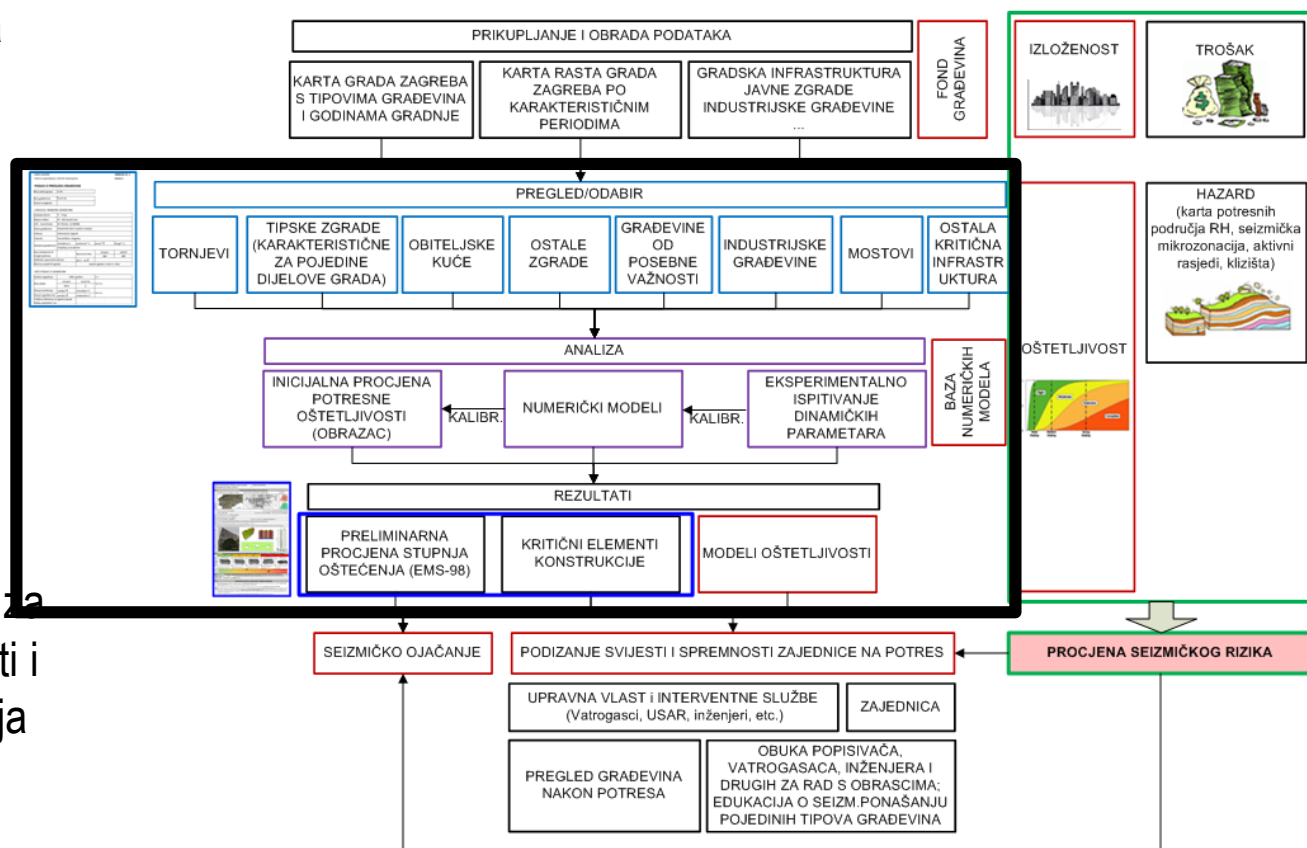 a
PRIKUPLJANJE I OBRADA PODATAKA
KARTA GRADA ZAGREBA
S TIPOVIMA GRAĐEVINA
I GODINAMA GRADNJE
KARTA RASTA GRADA
ZAGREBA PO
KARAKTERISTIČNIM
PERIODIMA
GRADSKA INFRASTRUKTURA
JAVNE ZGRADE
INDUSTRIJSKE GRAĐEVINE
...
FOND
GRAĐEVINA
IZLOŽENOST
TROŠAK
PREGLED/ODABIR
TORNJEVI
TIPSKE ZGRADE
(KARAKTERISTIČNE
ZA POJEDINE
DIJELOVE GRADA)
OBITELJSKE
KUĆE
OSTALE
ZGRADE
GRAĐEVINE
OD
POSEBNE
VAŽNOSTI
INDUSTRIJSKE
GRAĐEVINE
MOSTOVI
OSTALA
KRITIČNA
INFRASTR
UKTURA
HAZARD
(karta potresnih
područja RH, seizmička
mikrozonacija, aktivni
rasjedi, klizišta)
ANALIZA
INICIJALNA PROCJENA
POTRESNE
OŠTETLJIVOSTI
(OBRAZAC)
KALIBR.
NUMERIČKI MODELI
KALIBR.
EKSPERIMENTALNO
ISPITIVANJE
DINAMIČKIH
PARAMETARA
BAZA
NUMERIČKIH
MODELA
OŠTETLJIVOST
REZULTATI
PRELIMINARNA
PROCJENA STUPNJA
OŠTEĆENJA (EMS-98)
KRITIČNI ELEMENTI
KONSTRUKCIJE
MODELI OŠTETLJIVOSTI
za
ti i
ja
SEIZMIČKO OJAČANJE
PODIZANJE SVIJESTI I SPREMNOSTI ZAJEDNICE NA POTRES
PROCJENA SEIZMIČKOG RIZIKA
UPRAVNA VLAST i INTERVENTNE SLUŽBE
(Vatrogasci, USAR, inženjeri, etc.)
ZAJEDNICA
PREGLED GRAĐEVINA
NAKON POTRESA
OBUKA POPISIVAČA,
VATROGASACA, INŽENJERA I
DRUGIH ZA RAD S OBRASCIMA;
EDUKACIJA O SEIZM.PONAŠANJU
POJEDINIH TIPOVA GRAĐEVINA